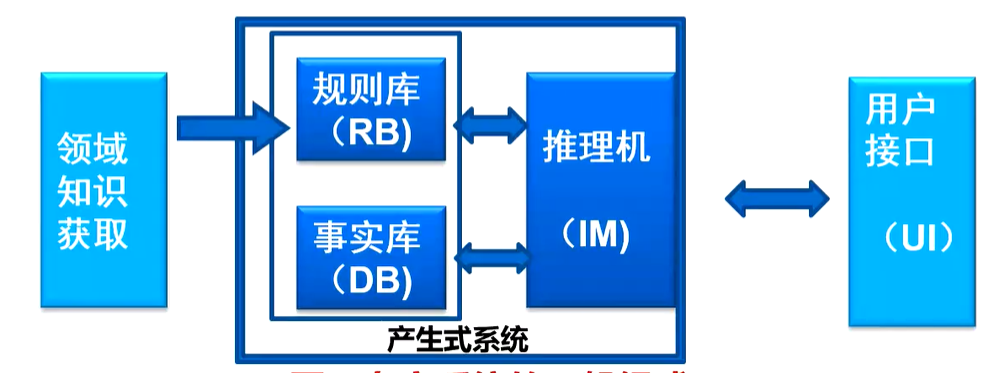 领域
知识
获取
规则库
（RB)
事实库
（DB)
推理机
（IM)
用户
接口
（UI）
产生式系统